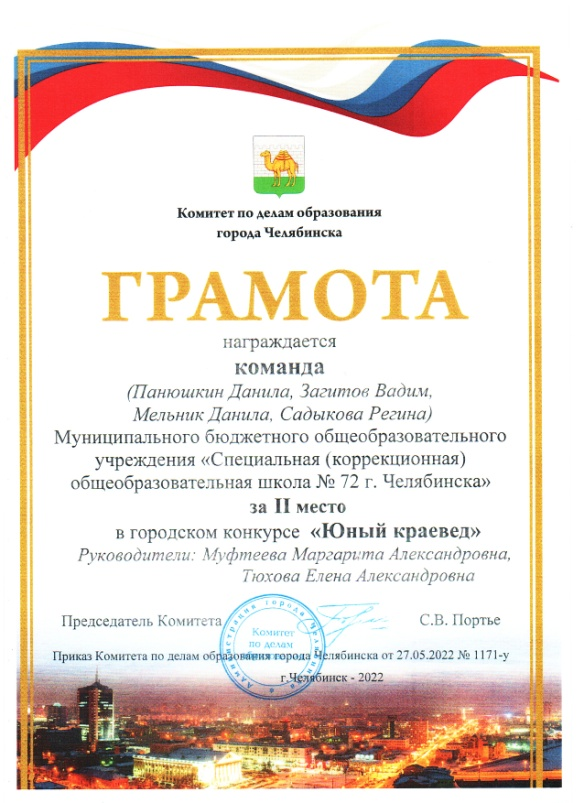 Комитет по делам образования
города Челябинска
ГРАМОТА
награждается
команда
(Панюшкин Данила, Загитов Вадим,
Мельник Данила, Садыкова Регина)
Муниципального бюджетного общеобразовательного
учреждения «Специальная (коррекционная)
общеобразовательная школа № 72 г. Челябинска»
за II место
в городском конкурсе «Юный краевед»
Руководители: Муфтеева Маргарита Александровна,
Тюхова Елена Александровна
Председатель Комитета С.В. Портье
Администрация города Челябинска
Комитет
по делам
Приказ Комитета по делам образования города Челябинска от 27.05.2022 № 1171-у
г.Челябинск - 2022